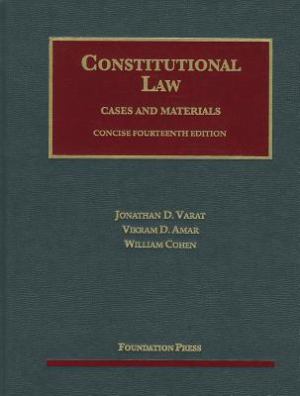 CONSTITUTIONAL
LAW
CASES AND MATERIALS
CONCISE FOURTEENTH EDITION
JONATHAN D. VARAT
VIKRAM D. AMAR
WILLIAM COHEN
FOUNDATION PRESS